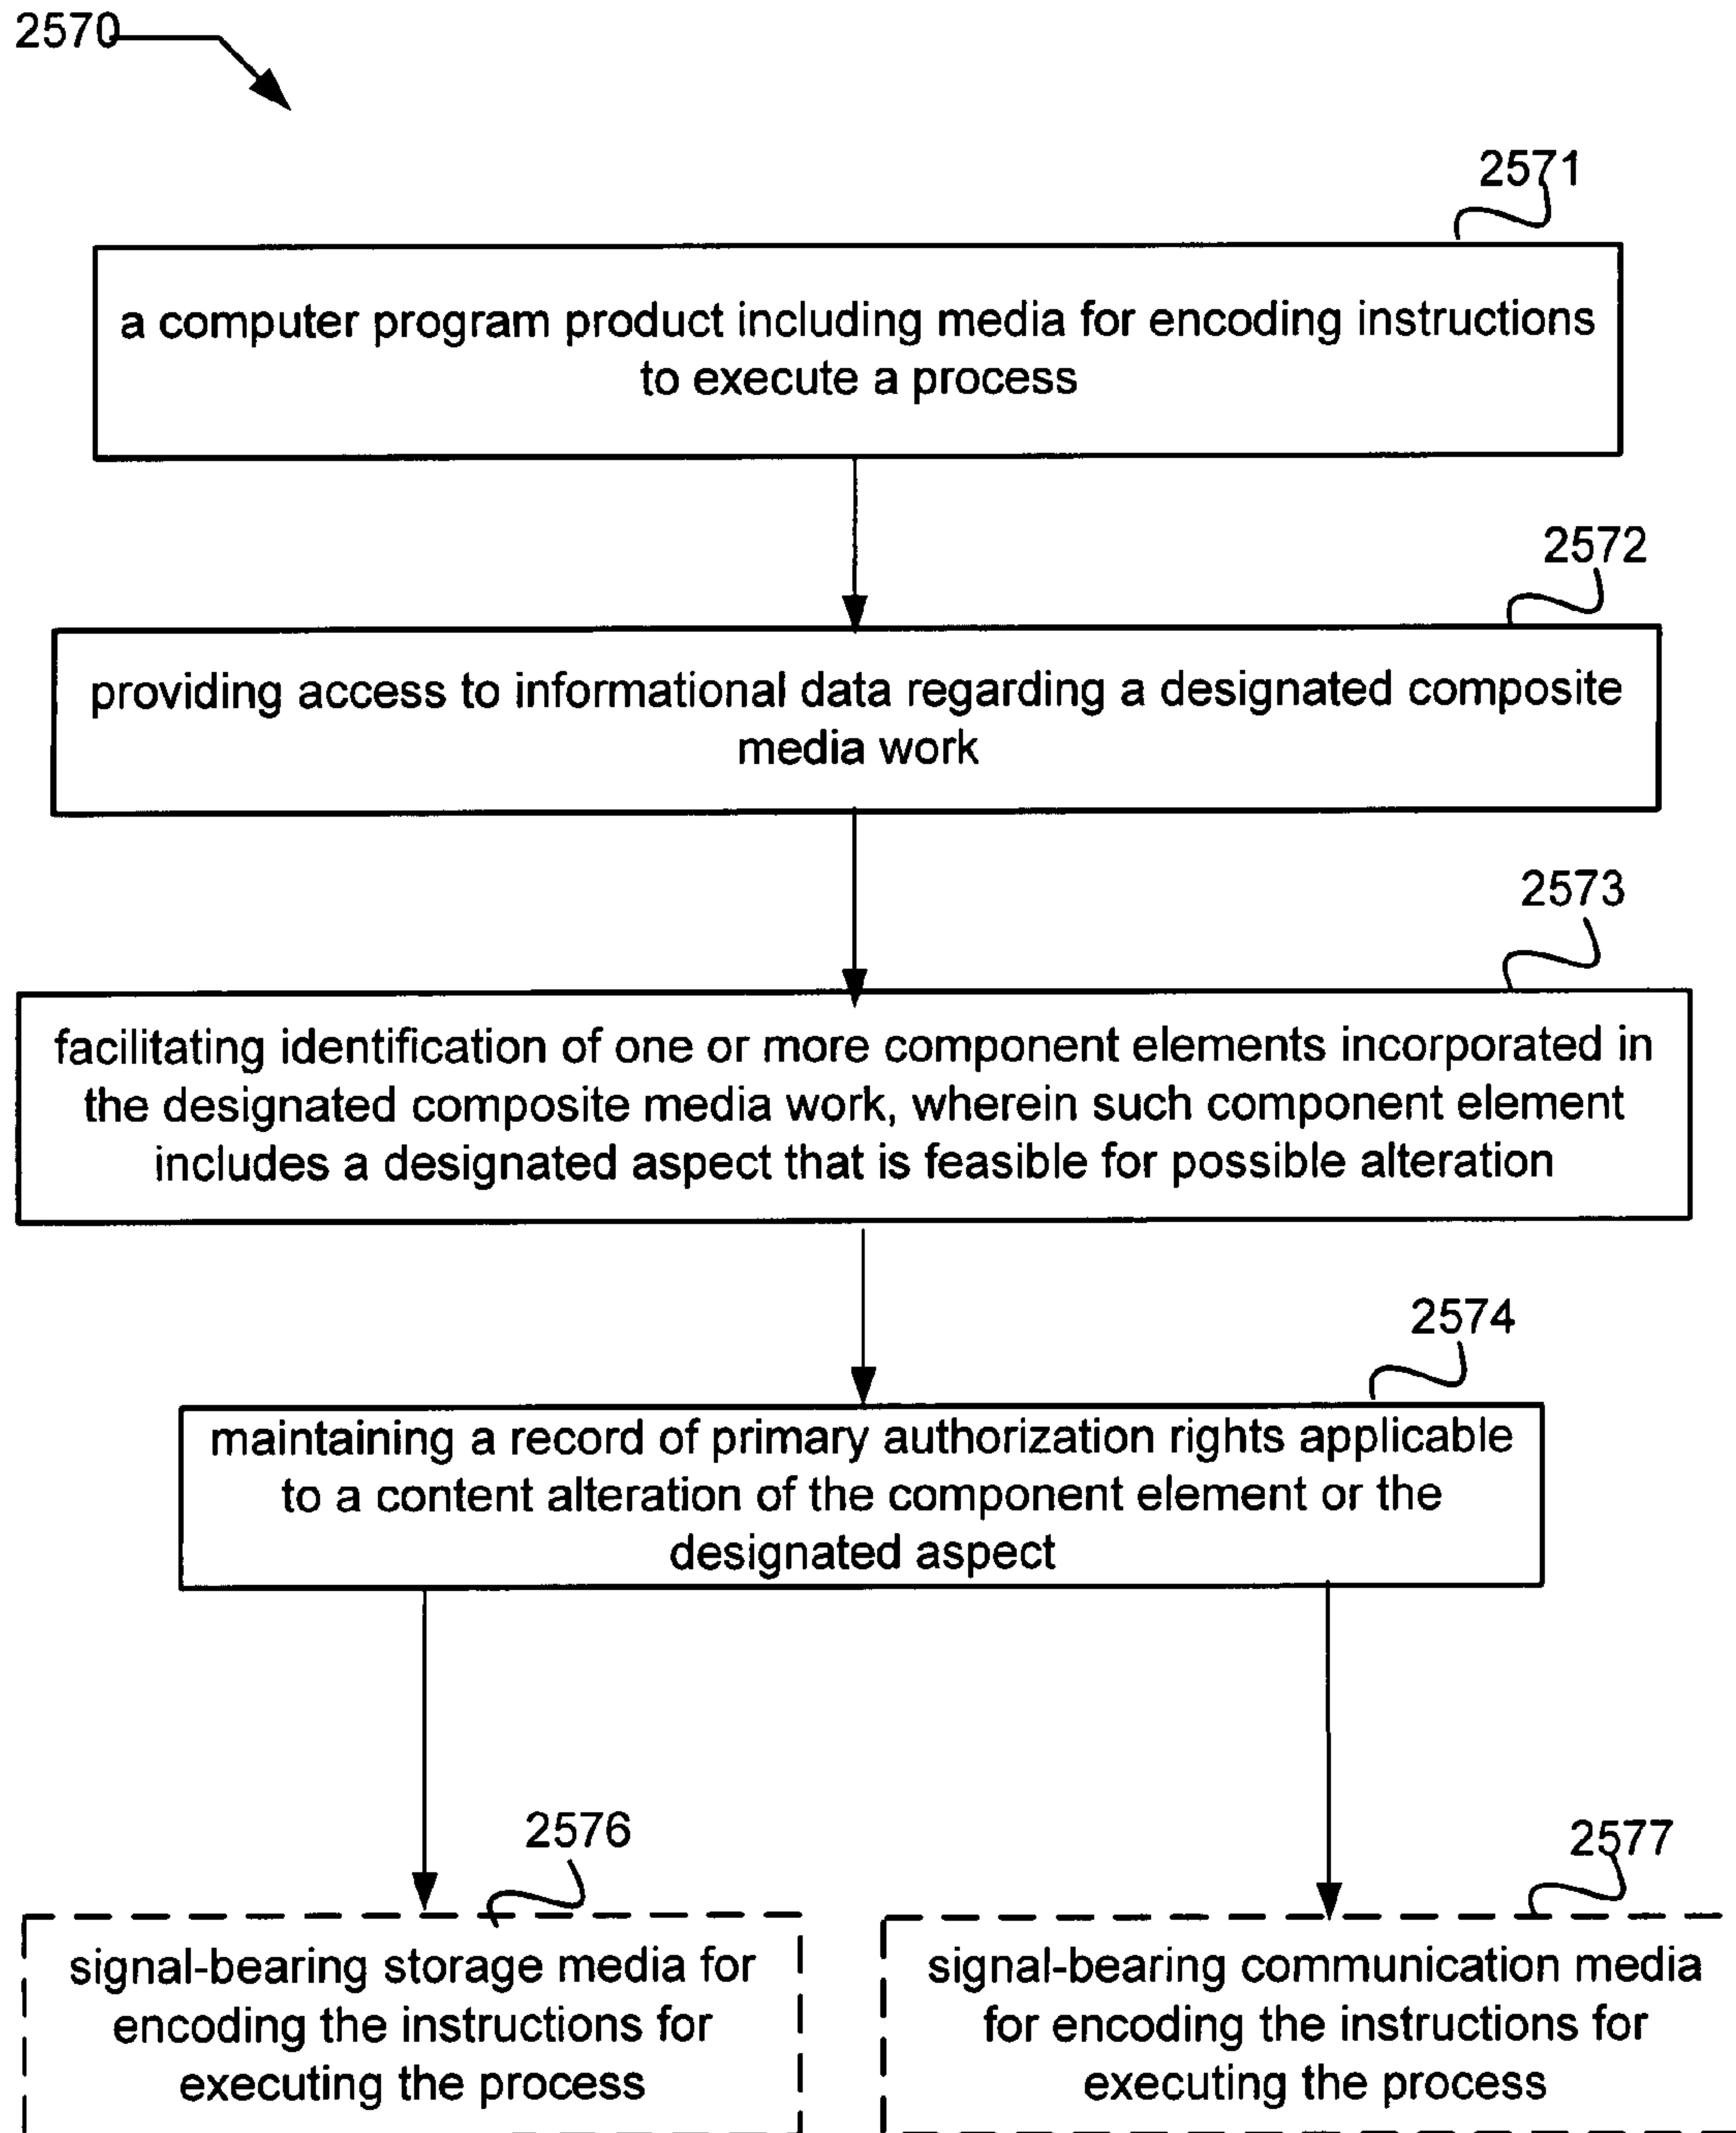 2570
2571
a computer program product including media for encoding instructions
to execute a process
2572
providing access to informational data regarding a designated composite
media work
2573
facilitating identification of one or more component elements incorporated in
the designated composite media work, wherein such component element
includes a designated aspect that is feasible for possible alteration
2574
maintaining a record of primary authorization rights applicable
to a content alteration of the component element or the
designated aspect
2576
signal-bearing storage media for
encoding the instructions for
executing the process
2577
signal-bearing communication media
for encoding the instructions for
executing the process